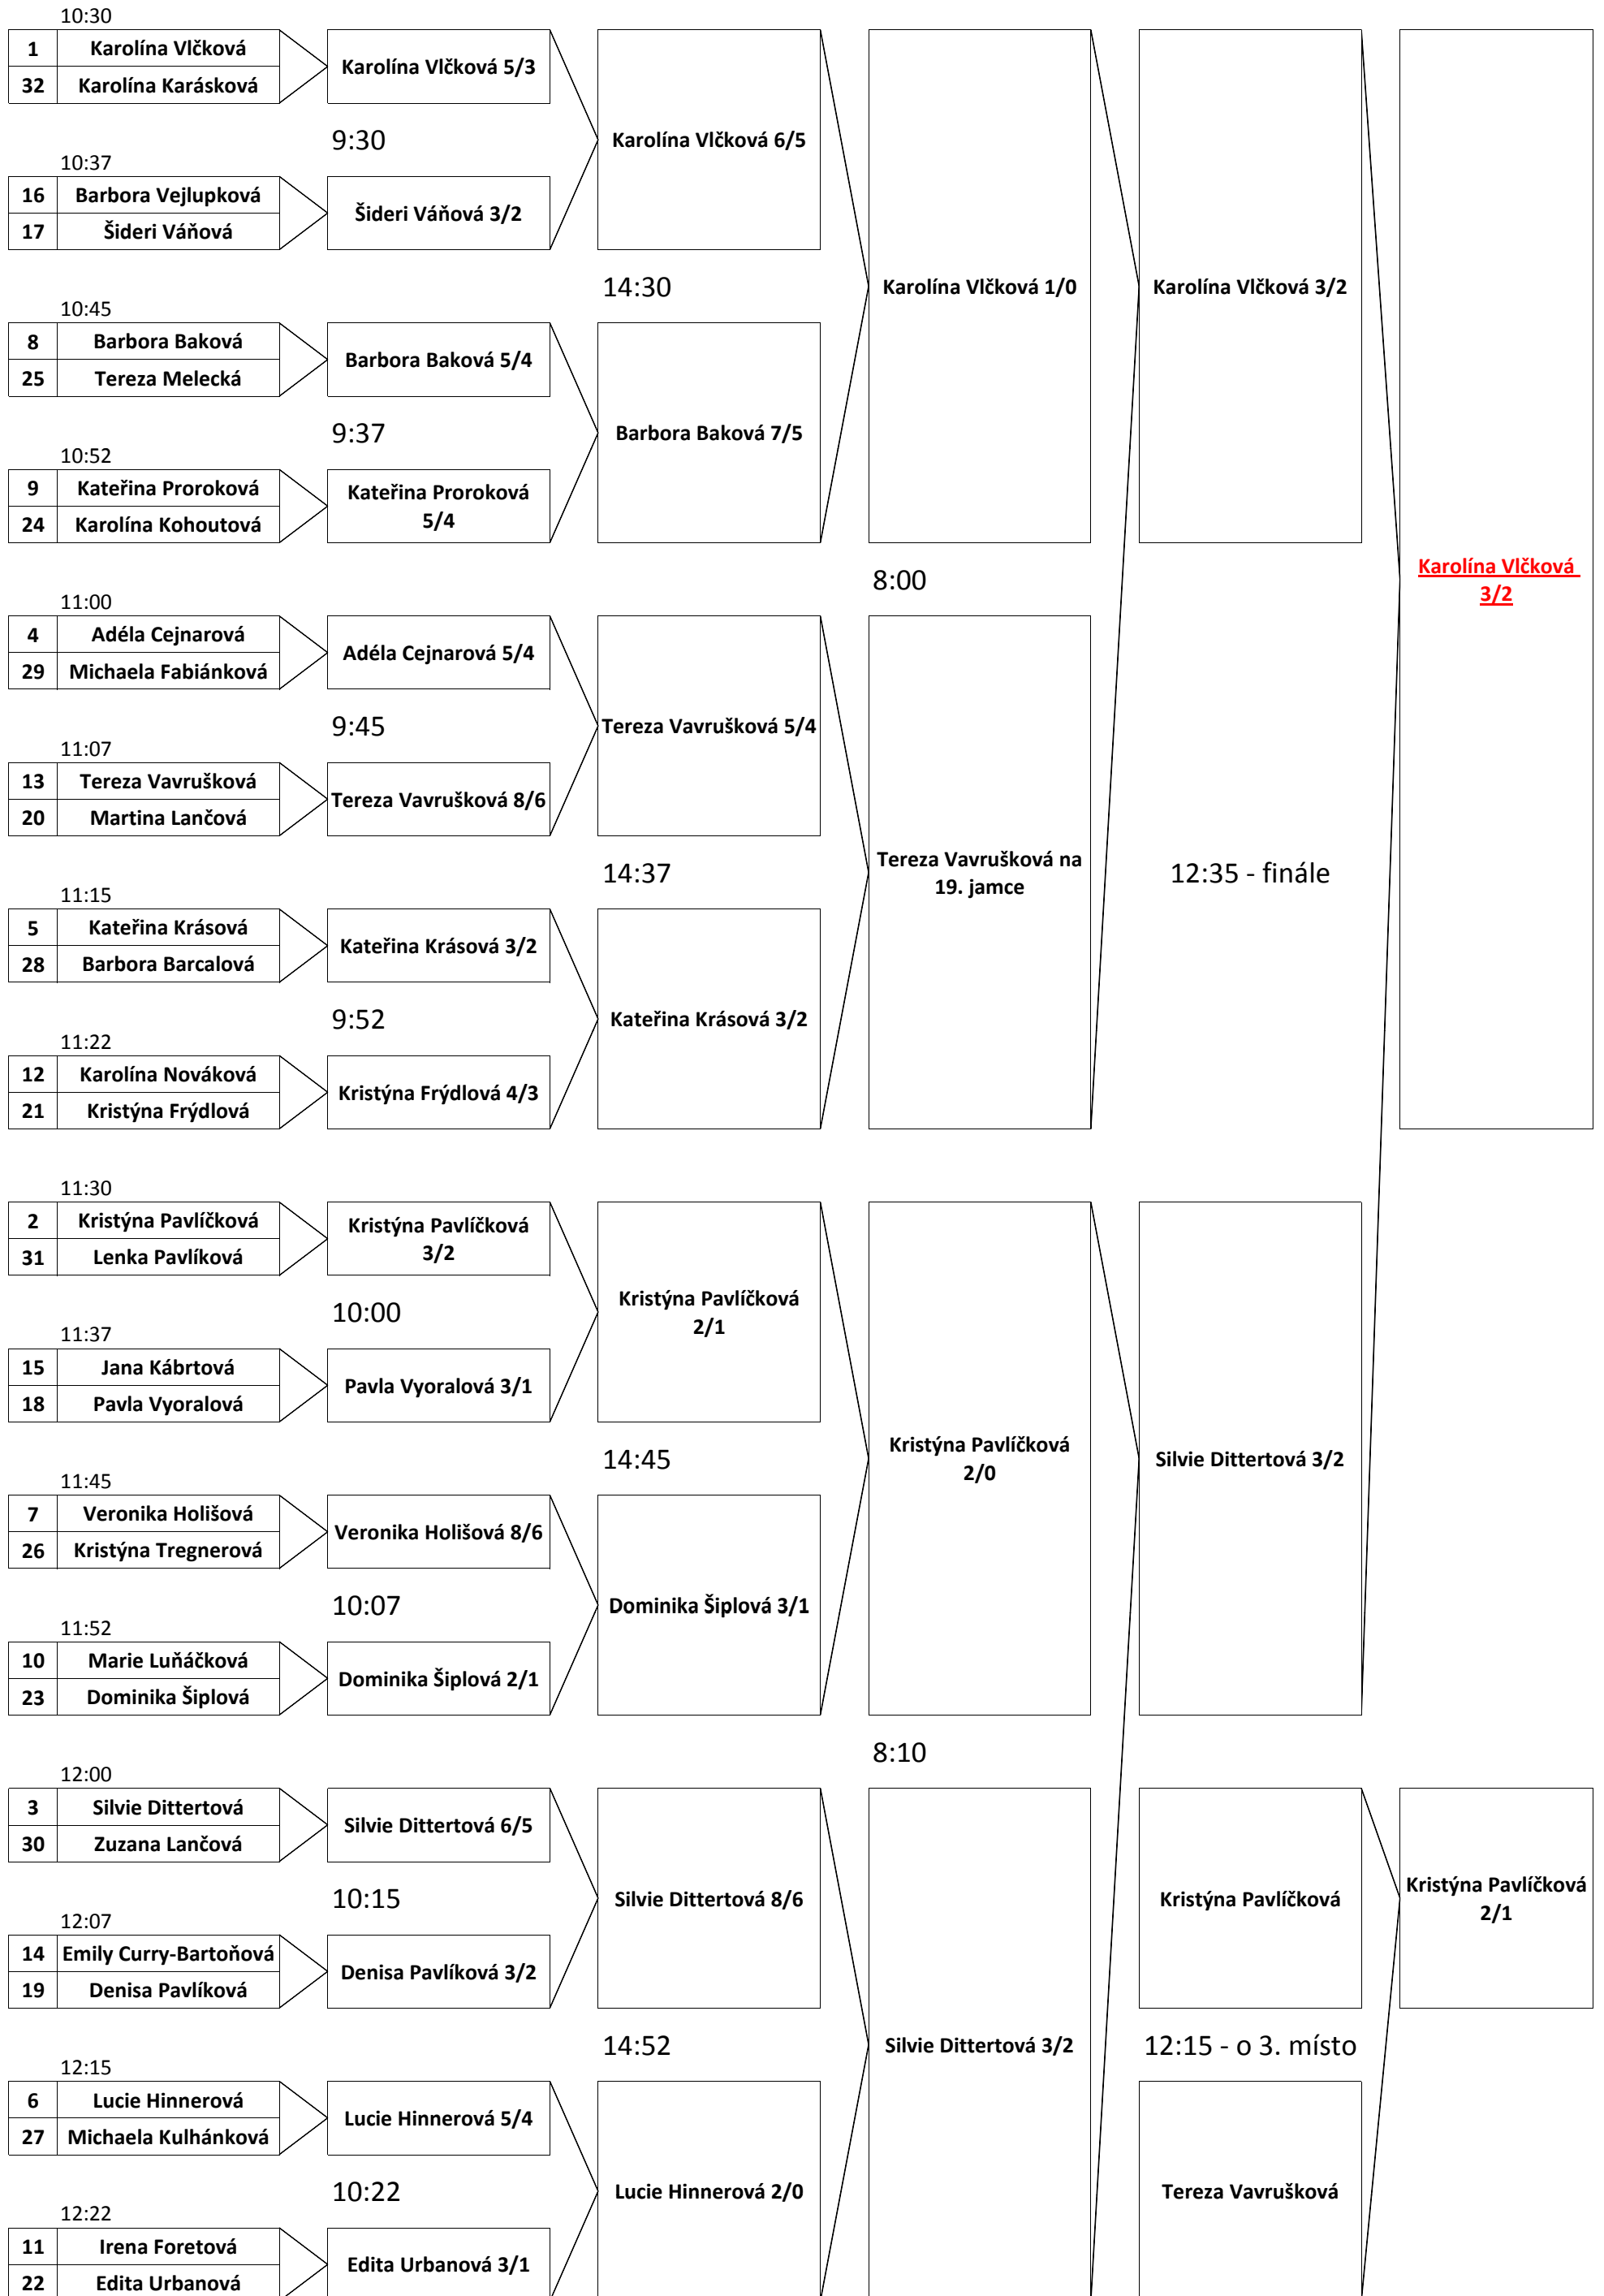 10:30
1 Karolína Vlčková
32 Karolína Karásková
Karolína Vlčková 5/3
9:30
Karolína Vlčková 6/5
10:37
16 Barbora Vejlupková
17 Šideri Váňová
Šideri Váňová 3/2
14:30
Karolína Vlčková 1/0
Karolína Vlčková 3/2
10:45
8 Barbora Baková
25 Tereza Melecká
Barbora Baková 5/4
9:37
Barbora Baková 7/5
10:52
9 Kateřina Proroková
24 Karolína Kohoutová
Kateřina Proroková
5/4
8:00
Karolína Vlčková
3/2
11:00
4 Adéla Cejnarová
29 Michaela Fabiánková
Adéla Cejnarová 5/4
9:45
Tereza Vavrušková 5/4
11:07
13 Tereza Vavrušková
20 Martina Lančová
Tereza Vavrušková 8/6
14:37
Tereza Vavrušková na
19. jamce
12:35 - finále
11:15
5 Kateřina Krásová
28 Barbora Barcalová
Kateřina Krásová 3/2
9:52
Kateřina Krásová 3/2
11:22
12 Karolína Nováková
21 Kristýna Frýdlová
Kristýna Frýdlová 4/3
11:30
2 Kristýna Pavlíčková
31 Lenka Pavlíková
Kristýna Pavlíčková
3/2
10:00
Kristýna Pavlíčková
2/1
11:37
15 Jana Kábrtová
18 Pavla Vyoralová
Pavla Vyoralová 3/1
14:45
Kristýna Pavlíčková
2/0
Silvie Dittertová 3/2
11:45
7 Veronika Holišová
26 Kristýna Tregnerová
Veronika Holišová 8/6
10:07
Dominika Šiplová 3/1
11:52
10 Marie Luňáčková
23 Dominika Šiplová
Dominika Šiplová 2/1
8:10
12:00
3 Silvie Dittertová
30 Zuzana Lančová
Silvie Dittertová 6/5
10:15
Silvie Dittertová 8/6
Kristýna Pavlíčková
Kristýna Pavlíčková
2/1
12:07
14 Emily Curry-Bartoňová
19 Denisa Pavlíková
Denisa Pavlíková 3/2
14:52
Silvie Dittertová 3/2
12:15 - o 3. místo
12:15
6 Lucie Hinnerová
27 Michaela Kulhánková
Lucie Hinnerová 5/4
10:22
Lucie Hinnerová 2/0
Tereza Vavrušková
12:22
11 Irena Foretová
22 Edita Urbanová
Edita Urbanová 3/1